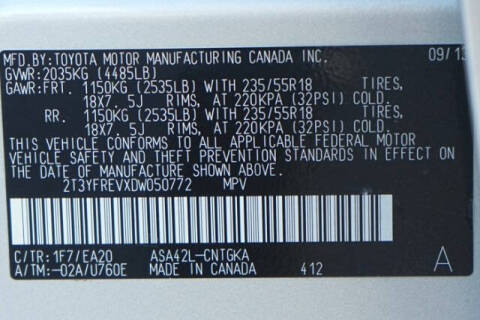 MFD.BY:TOYOTA MOTOR MANUFACTURING CANADA INC. 09/13
GVWR:2035KG (4485LB)
GAWR:FRT. 1150KG (2535LB)WITH 235/55R18 TIRES,
18X7. 5J RIMS, AT 220KPA (32PSI) COLD.
RR. 1150KG (2535LB)WITH 235/55R18 TIRES,
18X7. 5J RIMS, AT 220KPA (32PSI) COLD.
THIS VEHICLE CONFORMS TO ALL APPLICABLE FEDERAL MOTOR
VEHICLE SAFETY AND THEFT PREVENTION STANDARDS IN EFFECT
ON THE DATE OF MANUFACTURE SHOWN ABOVE.
2T3YFREVXDW050772 MPV
C/TR:1F7/EA20 ASA42L-CNTGKA
A/TM:-02A/U760E MADE IN CANADA 412 A